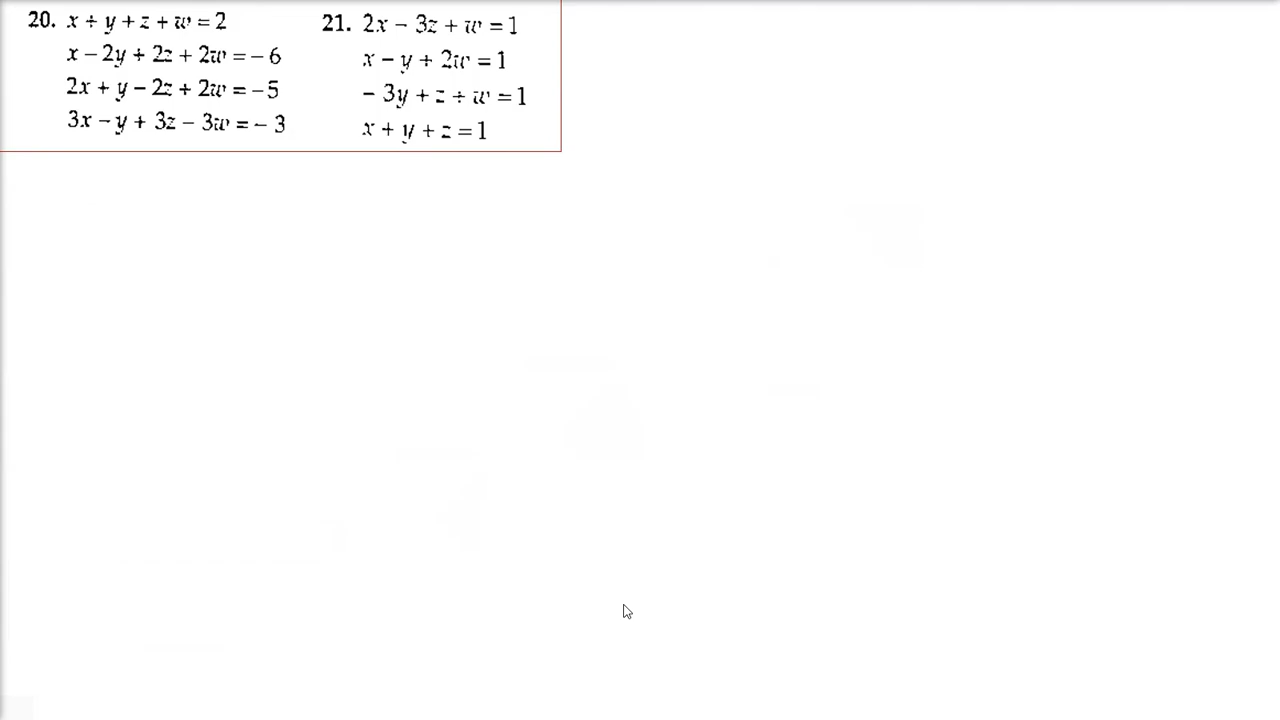 20. x + y + z + w = 2
x − 2y + 2z + 2w = − 6
2x + y − 2z + 2w = − 5
3x − y + 3z − 3w = − 3
21. 2x − 3z + w = 1
x − y + 2w = 1
− 3y + z + w = 1
x + y + z = 1